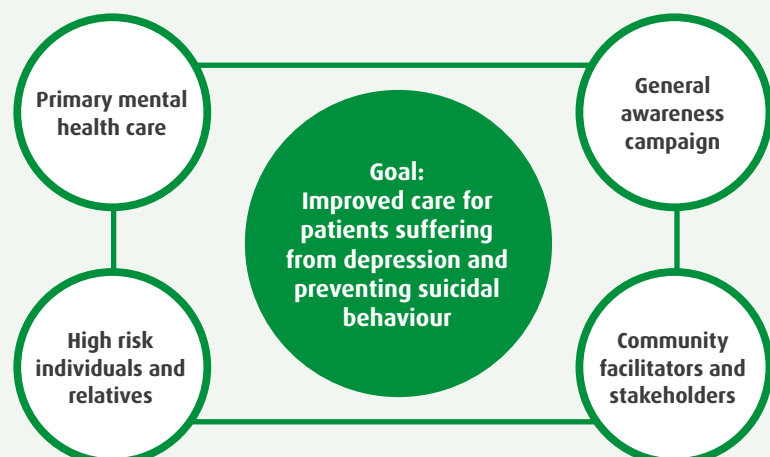 Primary mental
health care
General
awareness
campaign
Goal:
Improved care for
patients suffering
from depression and
preventing suicidal
behaviour
High risk
individuals and
relatives
Community
facilitators and
stakeholders